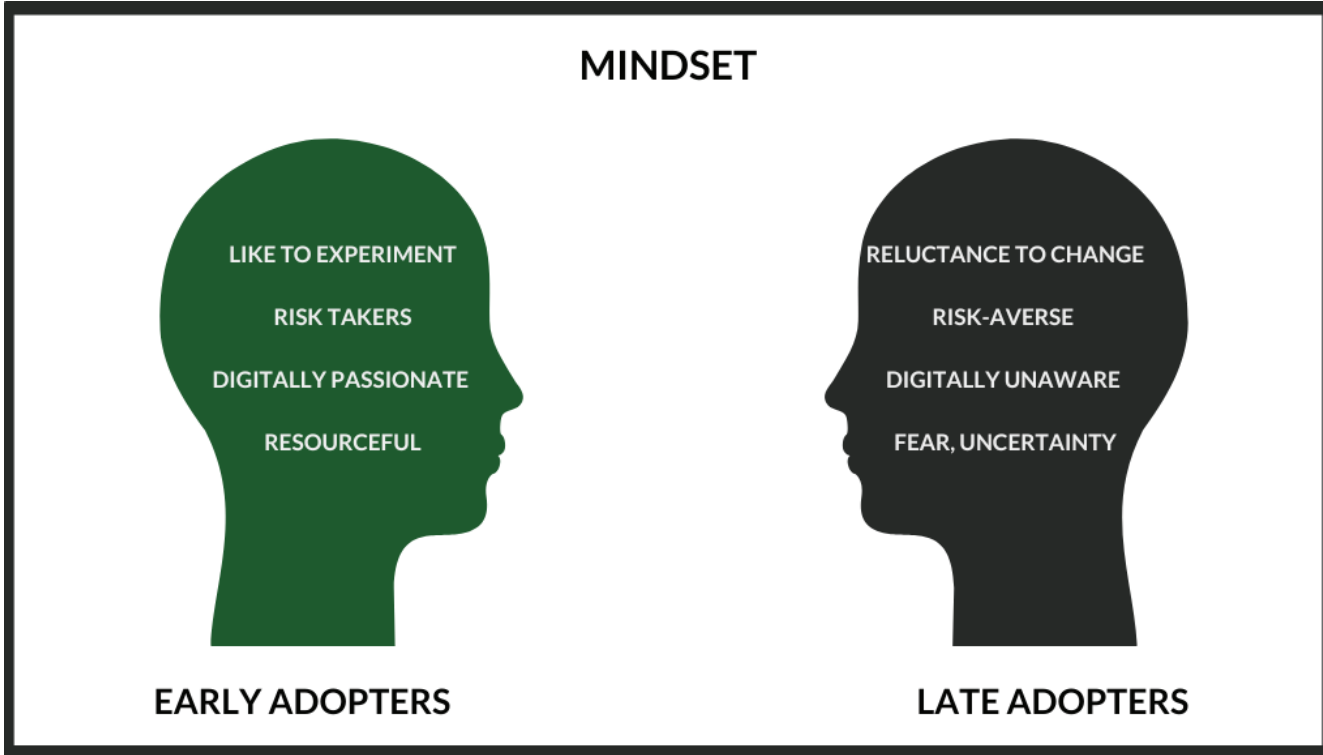 MINDSET
LIKE TO EXPERIMENT
RISK TAKERS
DIGITALLY PASSIONATE
RESOURCEFUL
EARLY ADOPTERS
RELUCTANCE TO CHANGE
RISK-AVERSE
DIGITALLY UNAWARE
FEAR, UNCERTAINTY
LATE ADOPTERS